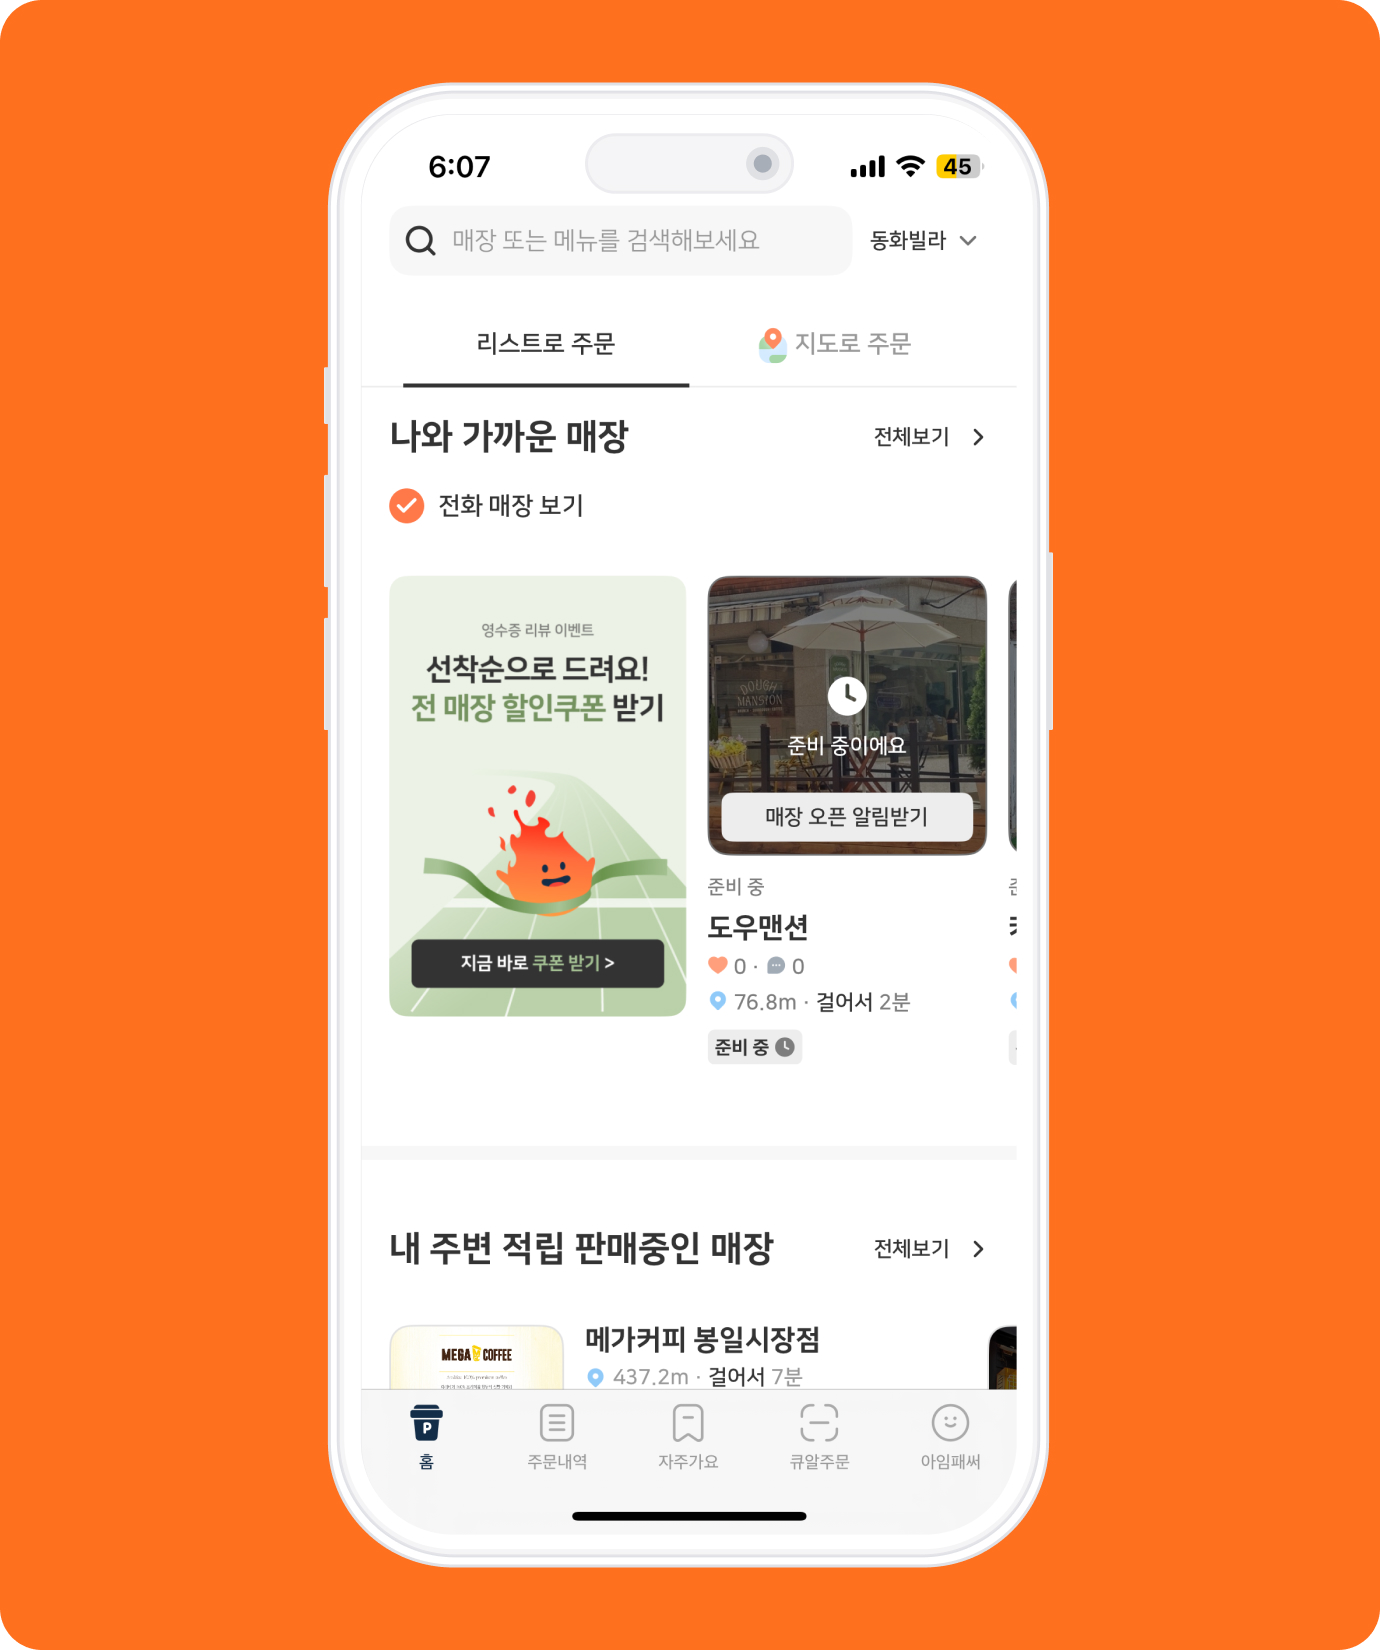 6:07
45
매장 또는 메뉴를 검색해보세요
동화빌라
리스트로 주문
지도로 주문
나와 가까운 매장
전체보기
전화 매장 보기
영수증 리뷰 이벤트
선착순으로 드려요!
전 매장 할인쿠폰 받기
지금 바로 쿠폰 받기 >
DOUGH
MANSION
준비 중이에요
매장 오픈 알림받기
준비 중
도우맨션
0 · 0
76.8m · 걸어서 2분
준비 중
내 주변 적립 판매중인 매장
전체보기
MEGA COFFEE
메가커피 봉일시장점
437.2m · 걸어서 7분
P
홈
주문내역
자주가요
큐알주문
아임패써